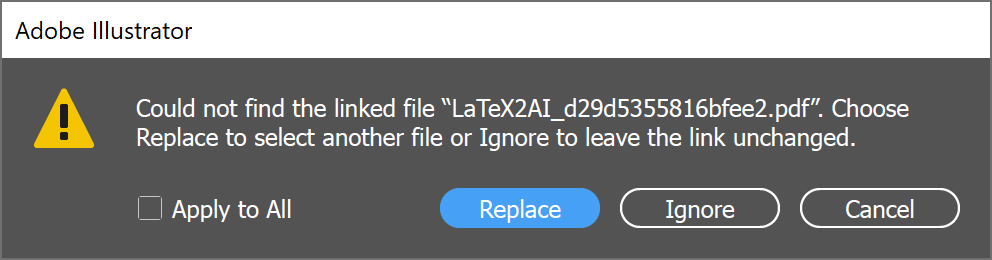 Adobe Illustrator
Could not find the linked file “LaTeX2AI_d29d5355816bfee2.pdf”. Choose
Replace to select another file or Ignore to leave the link unchanged.
Apply to All
Replace
Ignore
Cancel